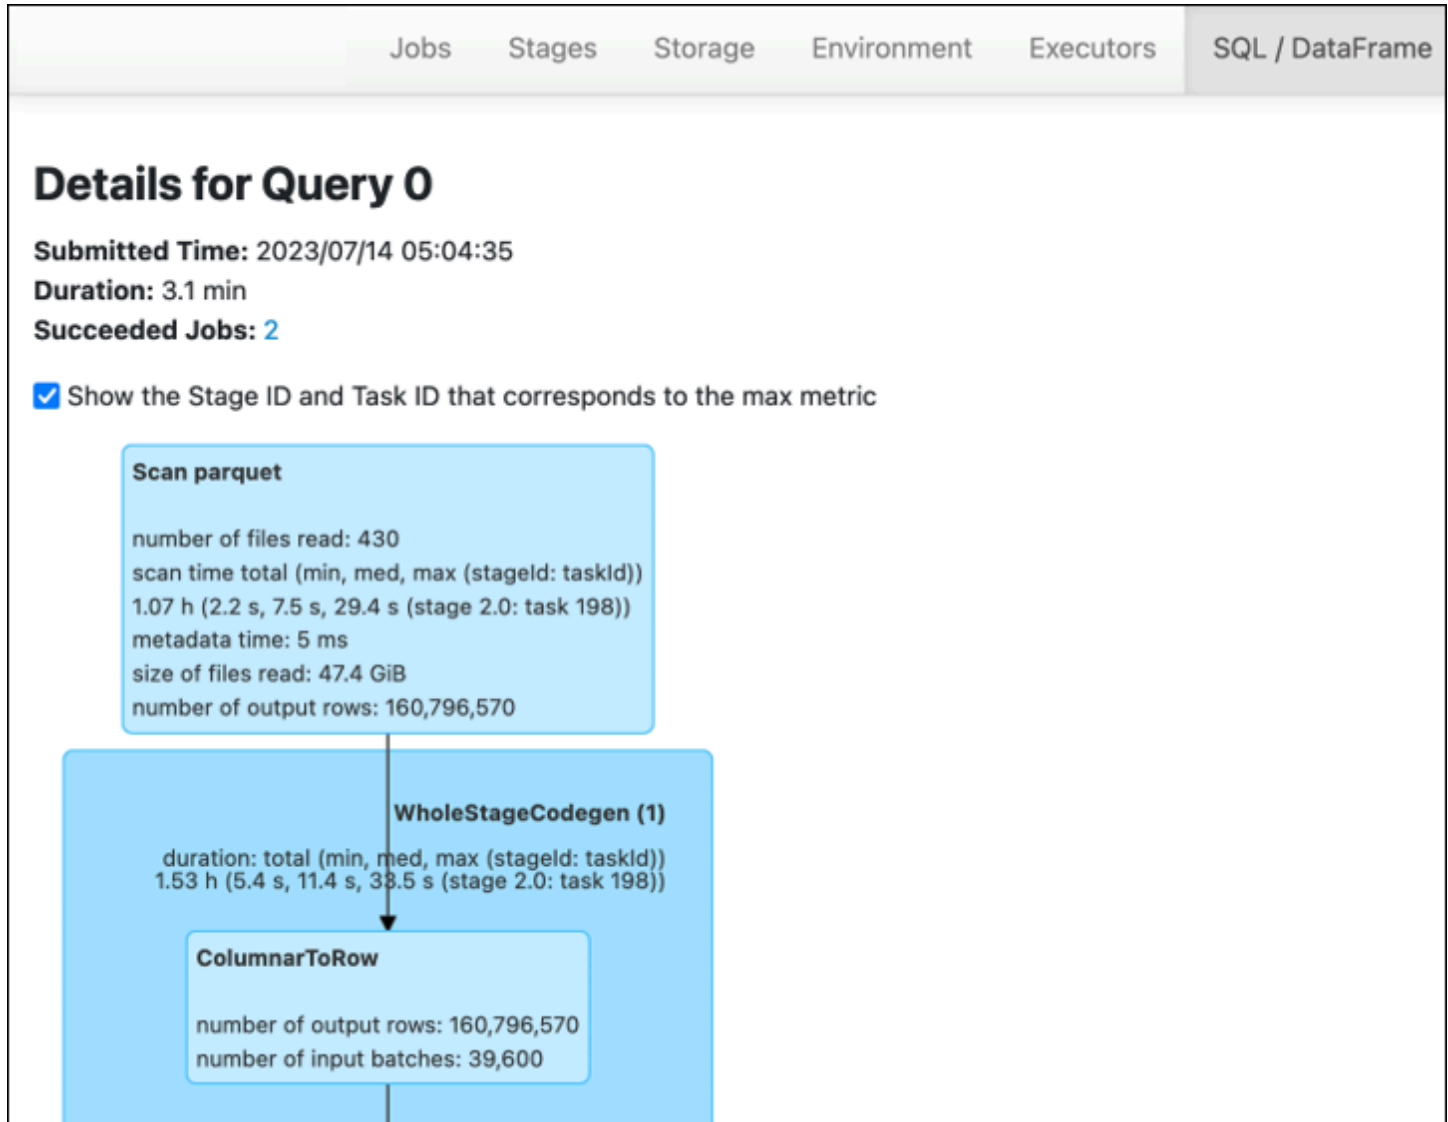 Jobs Stages Storage Environment Executors SQL / DataFrame
Details for Query 0
Submitted Time: 2023/07/14 05:04:35
Duration: 3.1 min
Succeeded Jobs: 2
Show the Stage ID and Task ID that corresponds to the max metric
Scan parquet
number of files read: 430
scan time total (min, med, max (stageId: taskId))
1.07 h (2.2 s, 7.5 s, 29.4 s (stage 2.0: task 198))
metadata time: 5 ms
size of files read: 47.4 GiB
number of output rows: 160,796,570
WholeStageCodegen (1)
duration: total (min, med, max (stageId: taskId))
1.53 h (5.4 s, 11.4 s, 33.5 s (stage 2.0: task 198))
ColumnarToRow
number of output rows: 160,796,570
number of input batches: 39,600